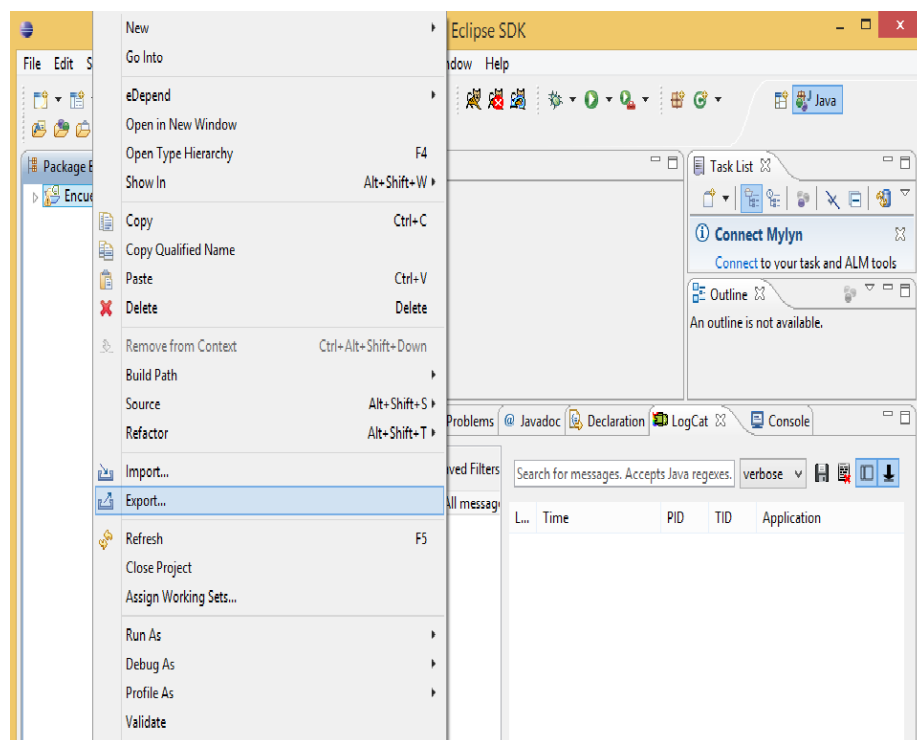 Eclipse SDK
File Edit S
dow Help
Java
New
Go Into
eDepend
Open in New Window
Open Type Hierarchy F4
Show In Alt+Shift+W
Copy Ctrl+C
Copy Qualified Name
Paste Ctrl+V
Delete Delete
Remove from Context Ctrl+Alt+Shift+Down
Build Path
Source Alt+Shift+S
Refactor Alt+Shift+T
Import...
Export...
Refresh F5
Close Project
Assign Working Sets...
Run As
Debug As
Profile As
Validate
Package E
Encue
Task List
Connect Mylyn
Connect to your task and ALM tools
Outline
An outline is not available.
Problems @ Javadoc Declaration LogCat Console
ved Filters
All messag
Search for messages. Accepts Java regexes. verbose
L... Time PID TID Application